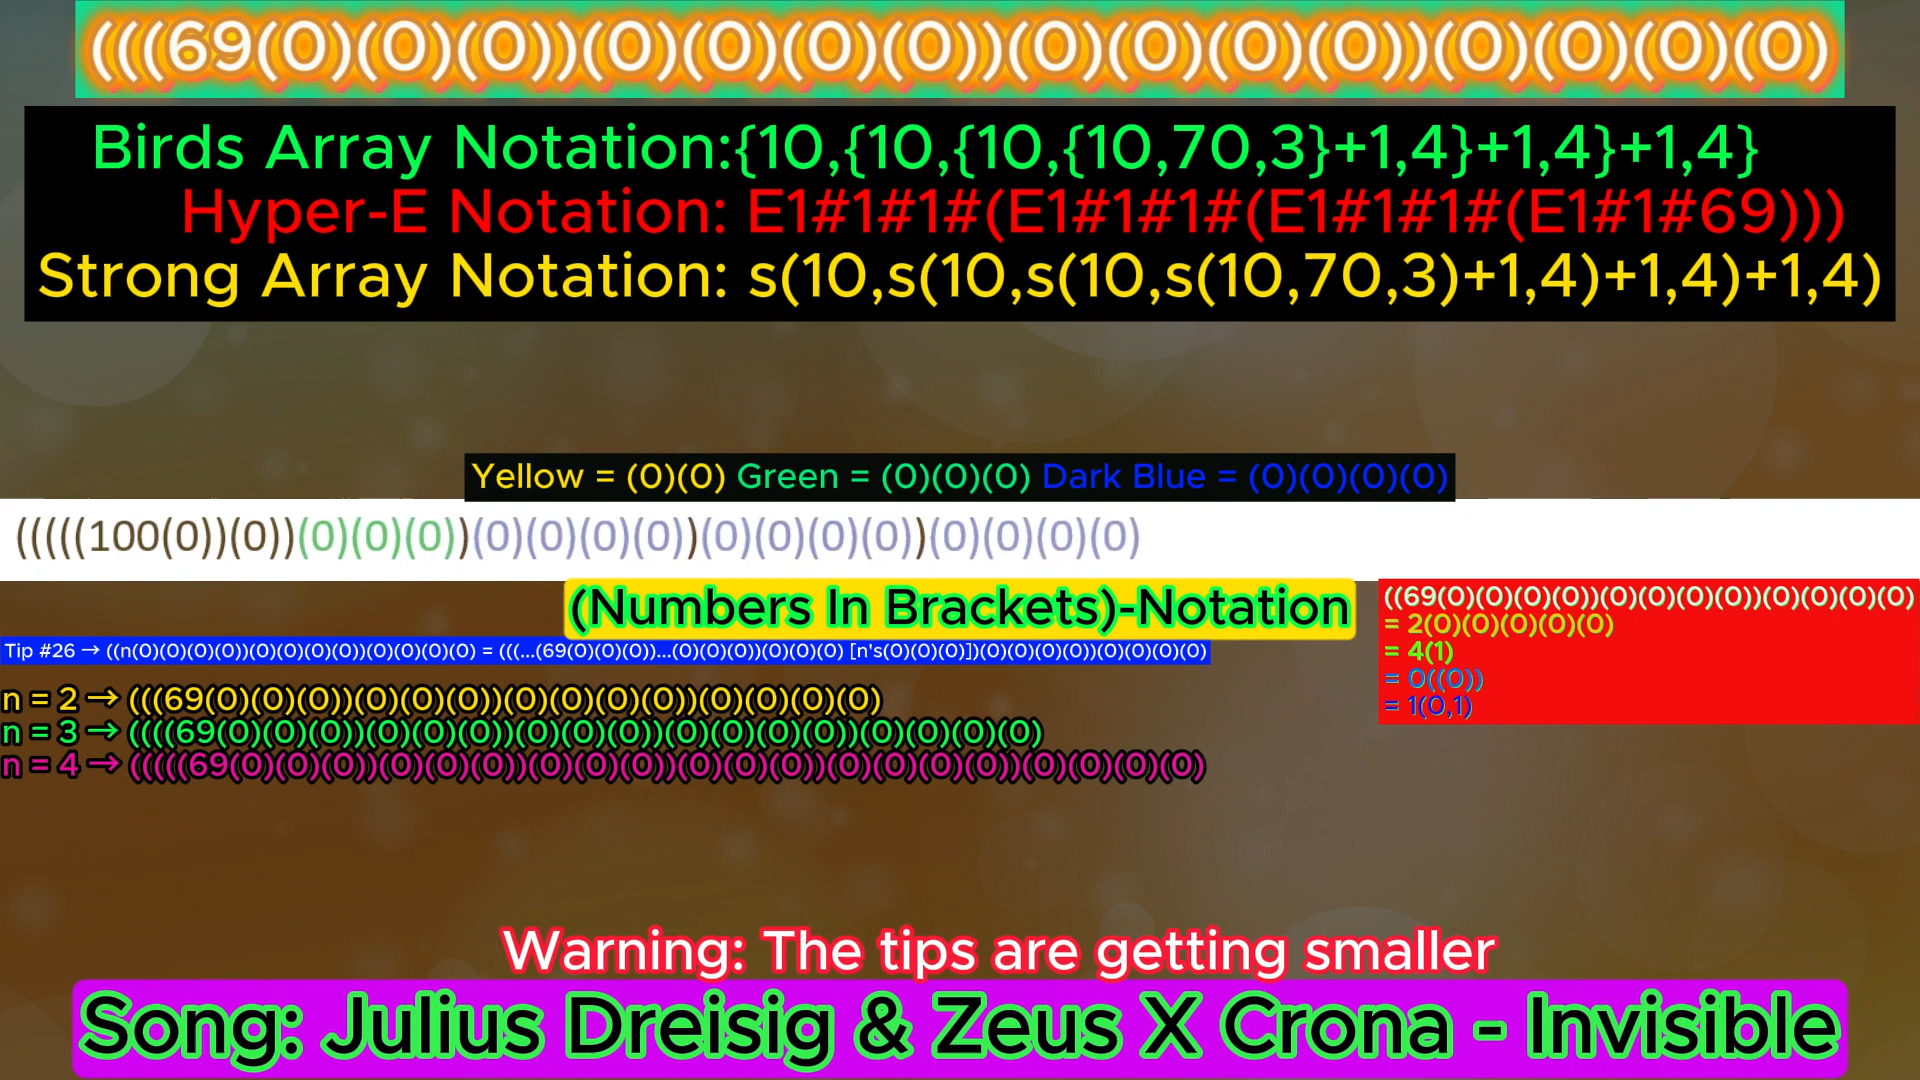 (((69(0)(0)(0))(0)(0)(0)(0))(0)(0)(0)(0))(0)(0)(0)(0)
Birds Array Notation:{10,{10,{10,{10,70,3}+1,4}+1,4}+1,4}
Hyper-E Notation: E1#1#1#(E1#1#1#(E1#1#1#(E1#1#69)))
Strong Array Notation: s(10,s(10,s(10,s(10,70,3)+1,4)+1,4)+1,4)
Yellow = (0)(0) Green = (0)(0)(0) Dark Blue = (0)(0)(0)(0)
(((((100(0))(0))(0)(0)(0))(0)(0)(0)(0))(0)(0)(0)(0))(0)(0)(0)(0)
(Numbers In Brackets)-Notation
((69(0)(0)(0)(0))(0)(0)(0)(0))(0)(0)(0)(0)
= 2(0)(0)(0)(0)(0)
= 4(1)
= 0((0))
= 1(0,1)
Tip #26 → ((n(0)(0)(0)(0))(0)(0)(0)(0))(0)(0)(0)(0) = (((...(69(0)(0)(0))...(0)(0)(0))(0)(0)(0) [n's(0)(0)(0)])(0)(0)(0)(0))(0)(0)(0)(0)
n = 2 → (((69(0)(0)(0))(0)(0)(0))(0)(0)(0)(0))(0)(0)(0)(0)
n = 3 → ((((69(0)(0)(0))(0)(0)(0))(0)(0)(0))(0)(0)(0)(0))(0)(0)(0)(0)
n = 4 → (((((69(0)(0)(0))(0)(0)(0))(0)(0)(0))(0)(0)(0))(0)(0)(0)(0))(0)(0)(0)(0)
Warning: The tips are getting smaller
Song: Julius Dreisig & Zeus X Crona - Invisible